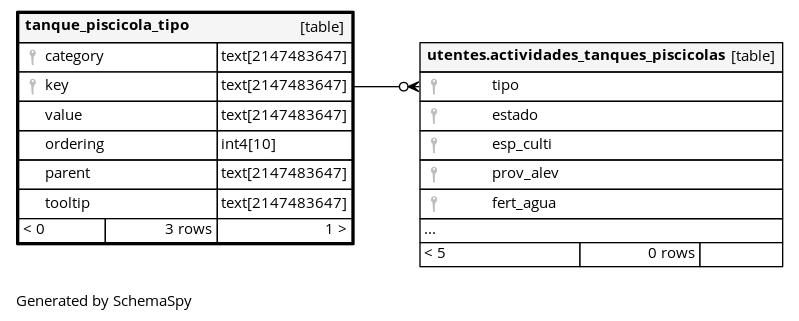 tanque_piscicola_tipo [table]
category text[2147483647]
key text[2147483647]
value text[2147483647]
ordering int4[10]
parent text[2147483647]
tooltip text[2147483647]
< 0 3 rows 1 >
utentes.actividades_tanques_piscicolas [table]
tipo
estado
esp_culti
prov_alev
fert_agua
...
< 5 0 rows
Generated by SchemaSpy